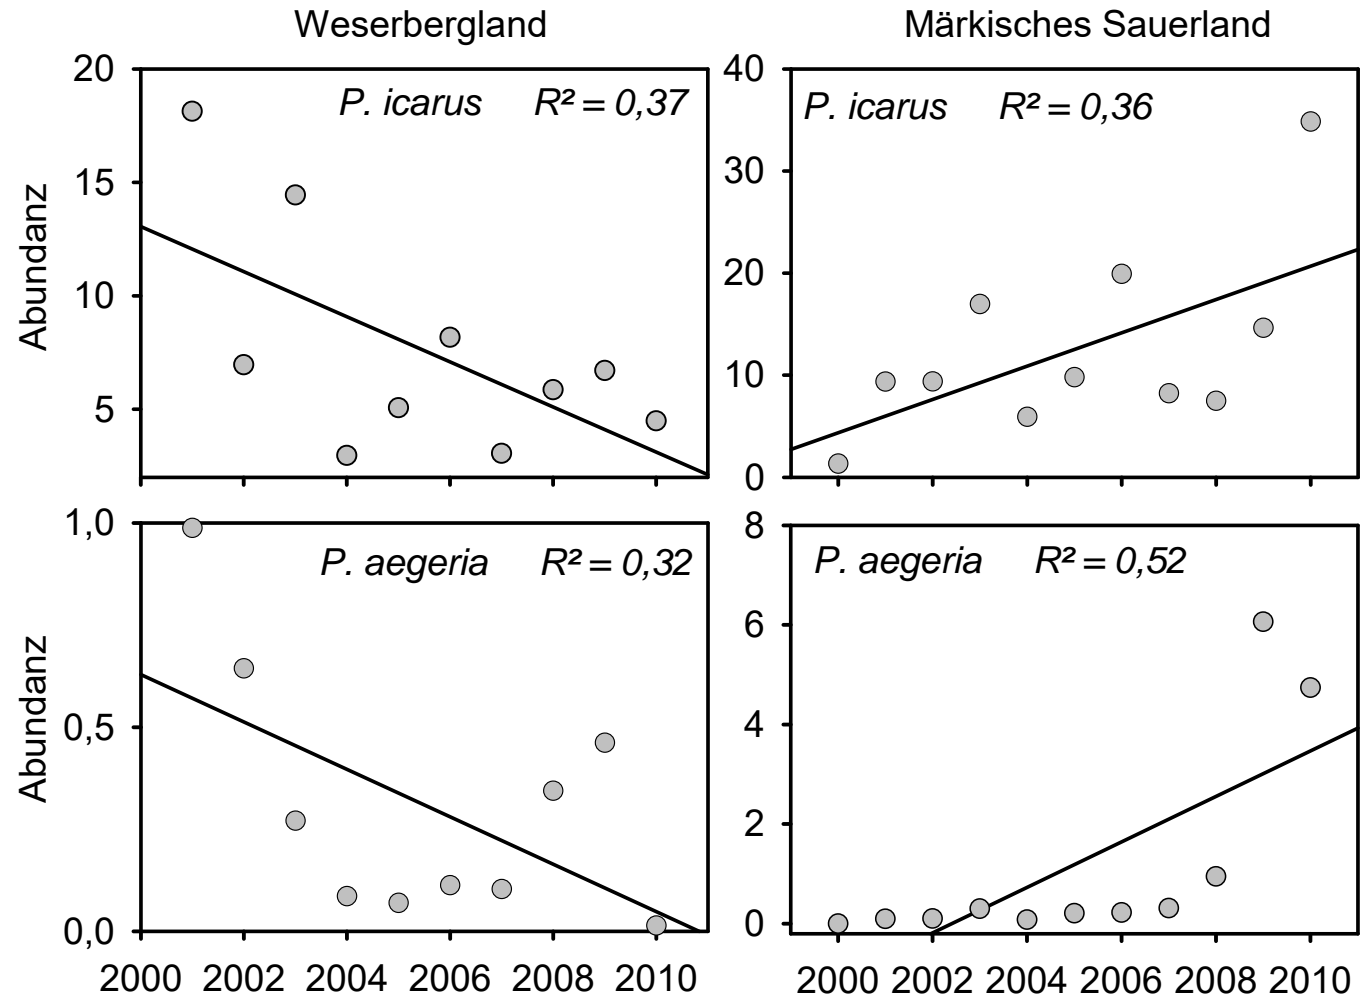 Weserbergland Märkisches Sauerland
P. icarus R² = 0,37
P. icarus R² = 0,36
Abundanz
20
15
10
5
40
30
20
10
0
P. aegeria R² = 0,32
P. aegeria R² = 0,52
Abundanz
1,0
0,5
0,0
8
6
4
2
0
2000 2002 2004 2006 2008 2010
2000 2002 2004 2006 2008 2010